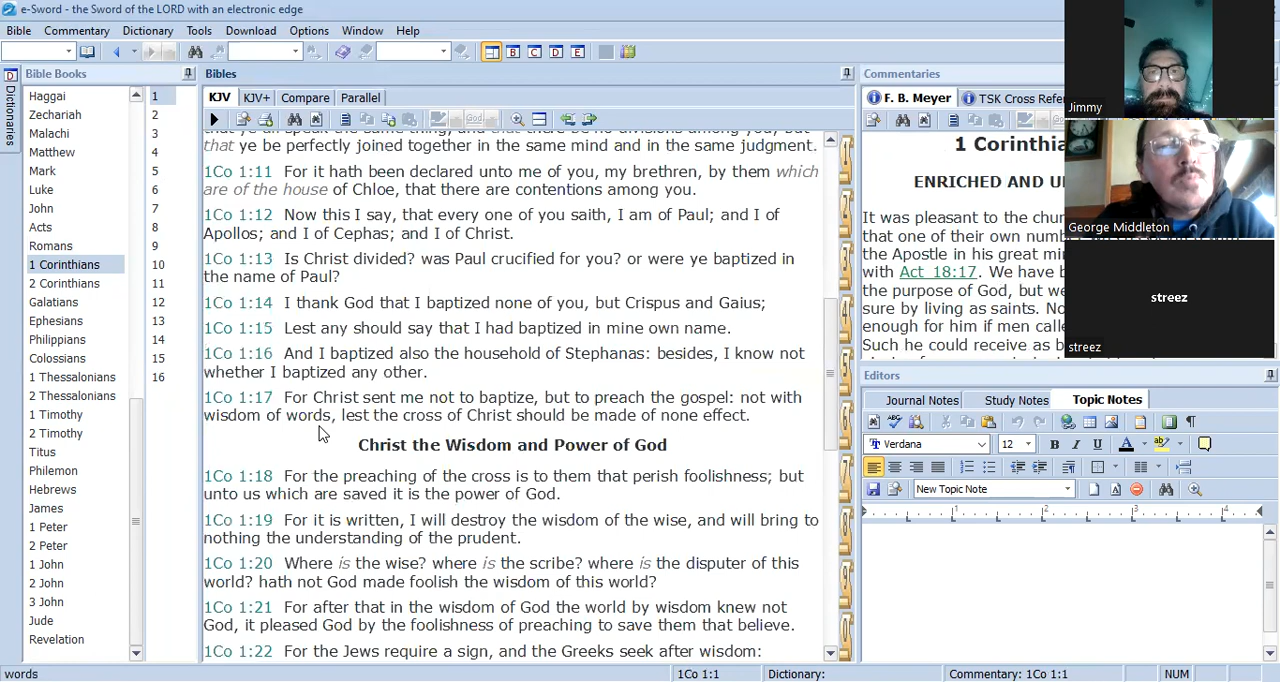 e-Sword - the Sword of the LORD with an electronic edge
Bible Commentary Dictionary Tools Download Options Window Help
B C D E
Dictionaries
Bible Books
Haggai
Zechariah
Malachi
Matthew
Mark
Luke
John
Acts
Romans
1 Corinthians
2 Corinthians
Galatians
Ephesians
Philippians
Colossians
1 Thessalonians
2 Thessalonians
1 Timothy
2 Timothy
Titus
Philemon
Hebrews
James
1 Peter
2 Peter
1 John
2 John
3 John
Jude
Revelation
1
2
3
4
5
6
7
8
9
10
11
12
13
14
15
16
Bibles
KJV KJV+ Compare Parallel
that ye be perfectly joined together in the same mind and in the same judgment.
1Co 1:11 For it hath been declared unto me of you, my brethren, by them which
are of the house of Chloe, that there are contentions among you.
1Co 1:12 Now this I say, that every one of you saith, I am of Paul; and I of
Apollos; and I of Cephas; and I of Christ.
1Co 1:13 Is Christ divided? was Paul crucified for you? or were ye baptized in
the name of Paul?
1Co 1:14 I thank God that I baptized none of you, but Crispus and Gaius;
1Co 1:15 Lest any should say that I had baptized in mine own name.
1Co 1:16 And I baptized also the household of Stephanas: besides, I know not
whether I baptized any other.
1Co 1:17 For Christ sent me not to baptize, but to preach the gospel: not with
wisdom of words, lest the cross of Christ should be made of none effect.
Christ the Wisdom and Power of God
1Co 1:18 For the preaching of the cross is to them that perish foolishness; but
unto us which are saved it is the power of God.
1Co 1:19 For it is written, I will destroy the wisdom of the wise, and will bring to
nothing the understanding of the prudent.
1Co 1:20 Where is the wise? where is the scribe? where is the disputer of this
world? hath not God made foolish the wisdom of this world?
1Co 1:21 For after that in the wisdom of God the world by wisdom knew not
God, it pleased God by the foolishness of preaching to save them that believe.
1Co 1:22 For the Jews require a sign, and the Greeks seek after wisdom:
Commentaries
F. B. Meyer TSK Cross Refer
1 Corinthia
ENRICHED AND U
It was pleasant to the chur
that one of their own number
the Apostle in his great mi
with Act_18:17. We have b
the purpose of God, but we
sure by living as saints. No
enough for him if men calle
Such he could receive as b
Jimmy
George Middleton
streez
streez
Editors
Journal Notes Study Notes Topic Notes
Verdana 12 B I U A
New Topic Note
1 2 3 4
words 1Co 1:1 Dictionary: Commentary: 1Co 1:1 NUM